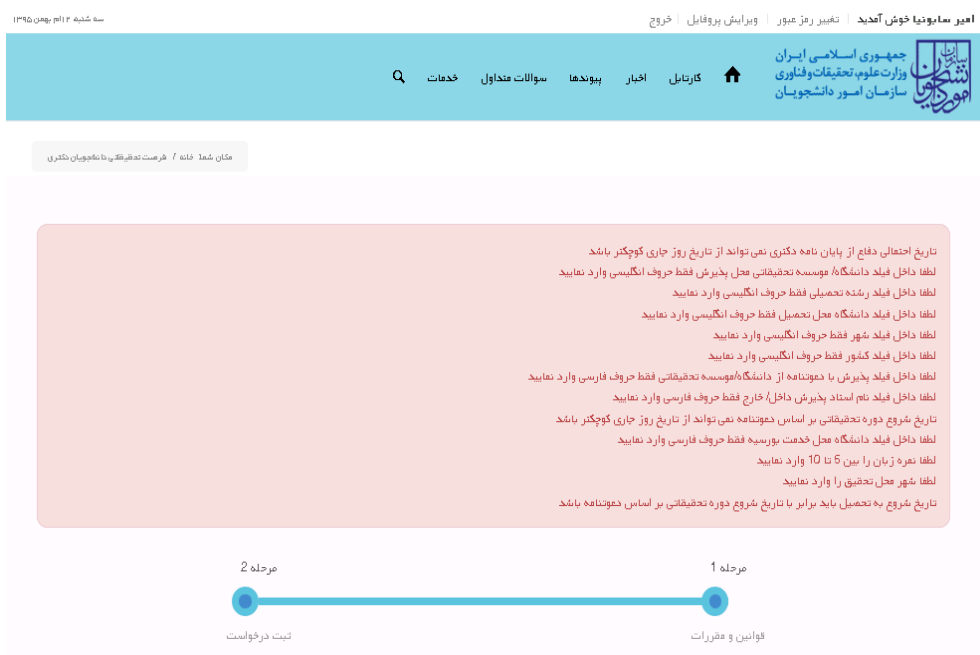 امیر سابونیا خوش آمدید | تغییر رمز عبور | ویرایش پروفایل | خروج
سه شنبه ۱۲ام بهمن ۱۳۹۵
سازمان امور دانشجویان
جمهوری اسلامی ایران
وزارت علوم، تحقیقات و فناوری
سازمان امور دانشجویان
کارتابل اخبار پیوندها سوالات متداول خدمات
مکان شما: خانه / فرصت تحقیقاتی دانشجویان دکتری
تاریخ احتمالی دفاع از پایان نامه دکتری نمی تواند از تاریخ روز جاری کوچکتر باشد
لطفا داخل فیلد دانشگاه/ موسسه تحقیقاتی محل پذیرش فقط حروف انگلیسی وارد نمایید
لطفا داخل فیلد رشته تحصیلی فقط حروف انگلیسی وارد نمایید
لطفا داخل فیلد دانشگاه محل تحصیل فقط حروف انگلیسی وارد نمایید
لطفا داخل فیلد شهر فقط حروف انگلیسی وارد نمایید
لطفا داخل فیلد کشور فقط حروف انگلیسی وارد نمایید
لطفا داخل فیلد پذیرش با دعوتنامه از دانشگاه/موسسه تحقیقاتی فقط حروف فارسی وارد نمایید
لطفا داخل فیلد نام استاد پذیرش داخل/ خارج فقط حروف فارسی وارد نمایید
تاریخ شروع دوره تحقیقاتی بر اساس دعوتنامه نمی تواند از تاریخ روز جاری کوچکتر باشد
لطفا داخل فیلد دانشگاه محل خدمت بورسیه فقط حروف فارسی وارد نمایید
لطفا نمره زبان را بین 6 تا 10 وارد نمایید
لطفا شهر محل تحقیق را وارد نمایید
تاریخ شروع به تحصیل باید برابر با تاریخ شروع دوره تحقیقاتی بر اساس دعوتنامه باشد
مرحله 1
مرحله 2
قوانین و مقررات
ثبت درخواست